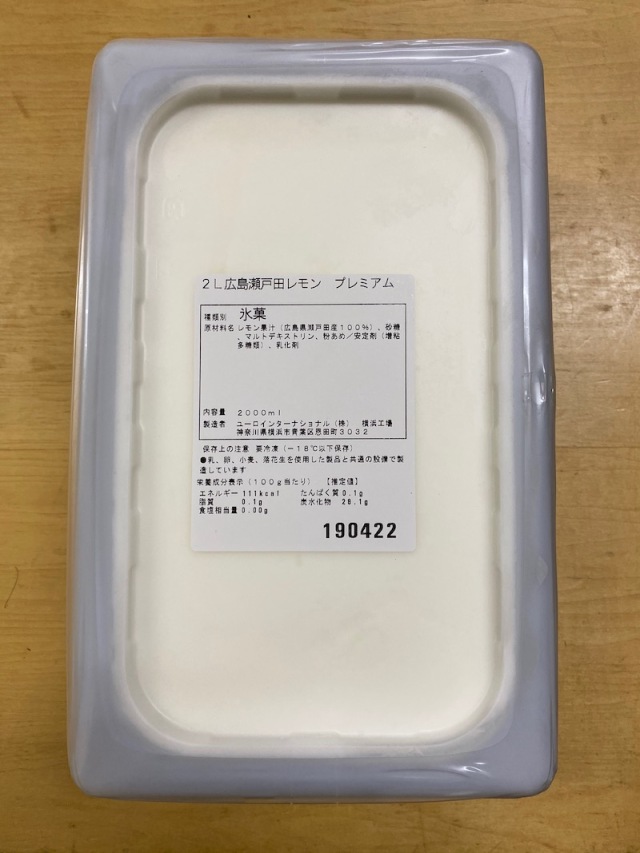 2L広島瀬戸田レモン プレミアム
種類別 氷菓
原材料名 レモン果汁(広島県瀬戸田産100%)、砂糖
、マルトデキストリン、粉あめ/安定剤(増粘
多糖類)、乳化剤
内容量 2000ml
製造者 ユーロインターナショナル(株) 横浜工場
神奈川県横浜市青葉区恩田町3032
保存上の注意 要冷凍(-18℃以下保存)
●乳、卵、小麦、落花生を使用した製品と共通の設備で製
造しています
栄養成分表示(100g当たり) 【推定値】
エネルギー 111kcal たんぱく質 0.1g
脂質 0.1g 炭水化物 28.1g
食塩相当量 0.00g
190422